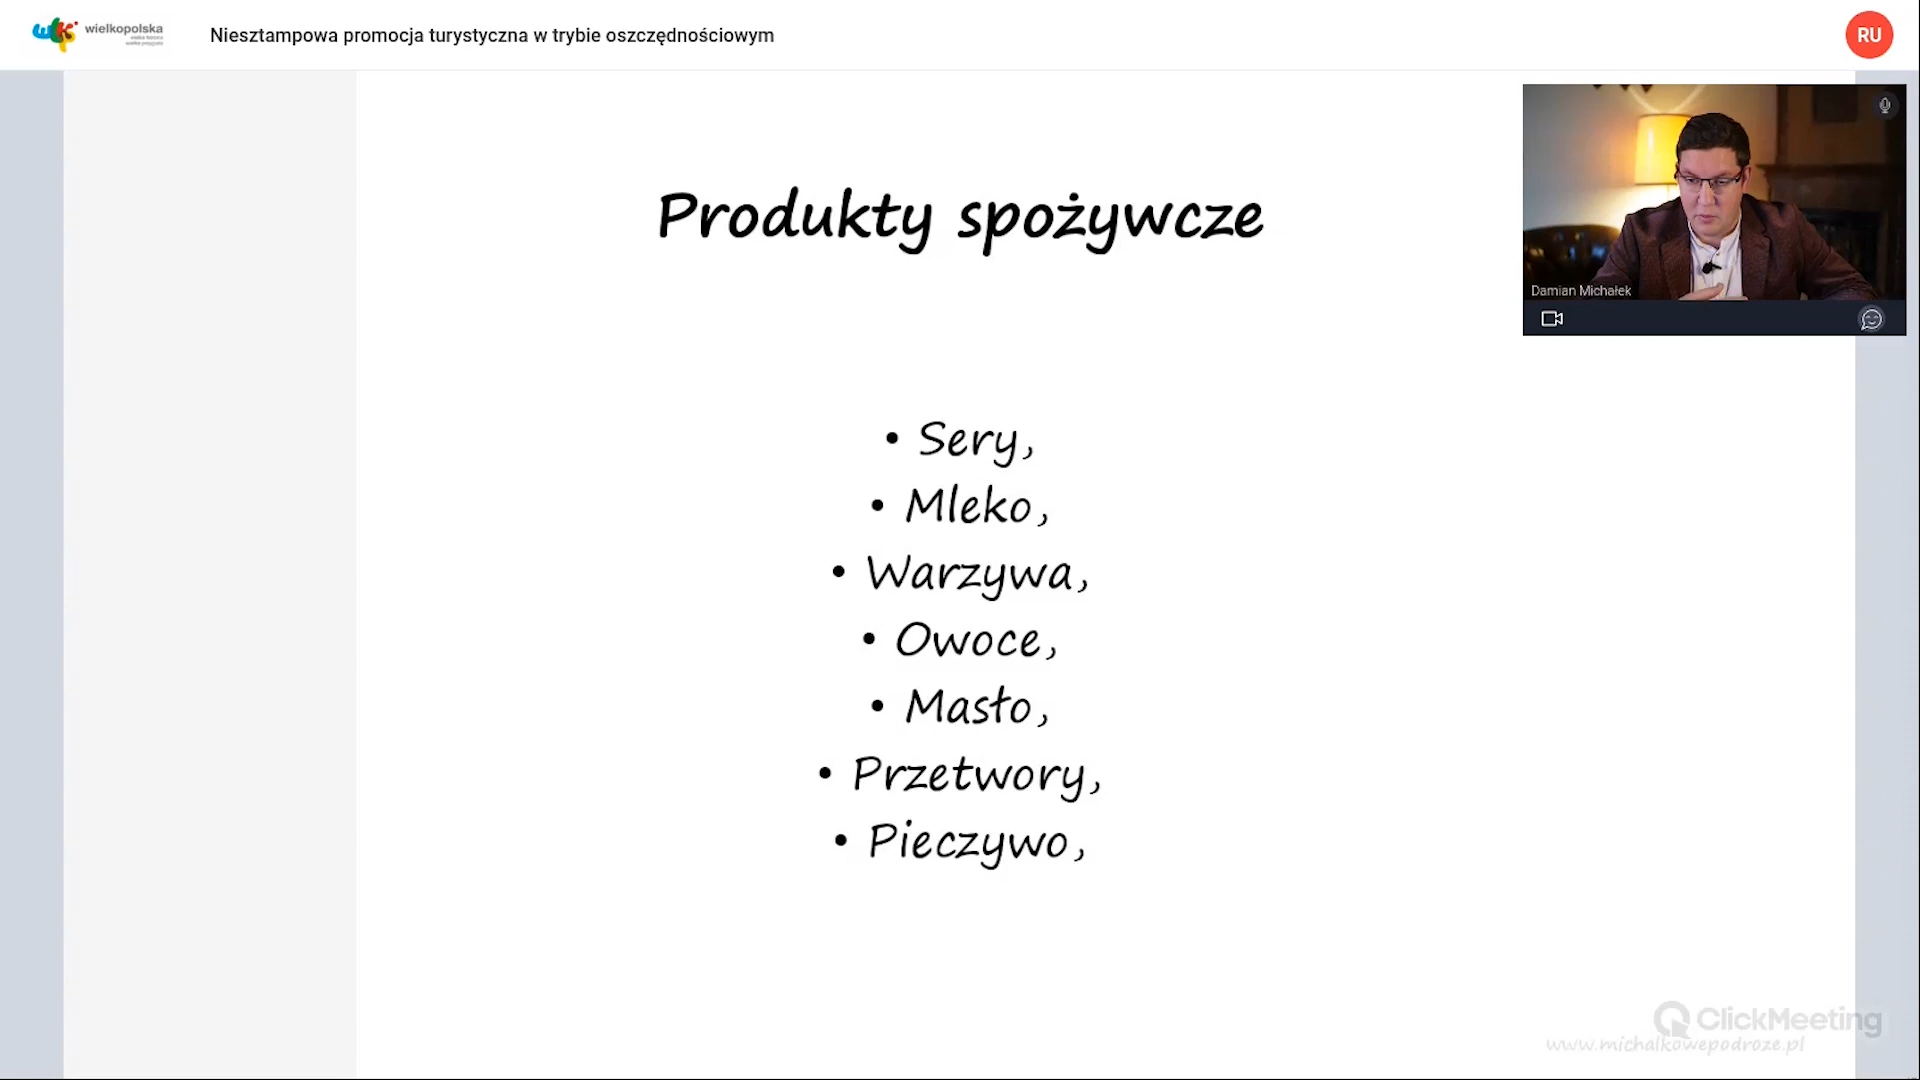 wielkopolska
Niesztampowa promocja turystyczna w trybie oszczędnościowym
RU
Damian Michałek
Produkty spożywcze
• Sery,
• Mleko,
• Warzywa,
• Owoce,
• Masło,
• Przetwory,
• Pieczywo,
ClickMeeting
www.michalkowepodroze.pl